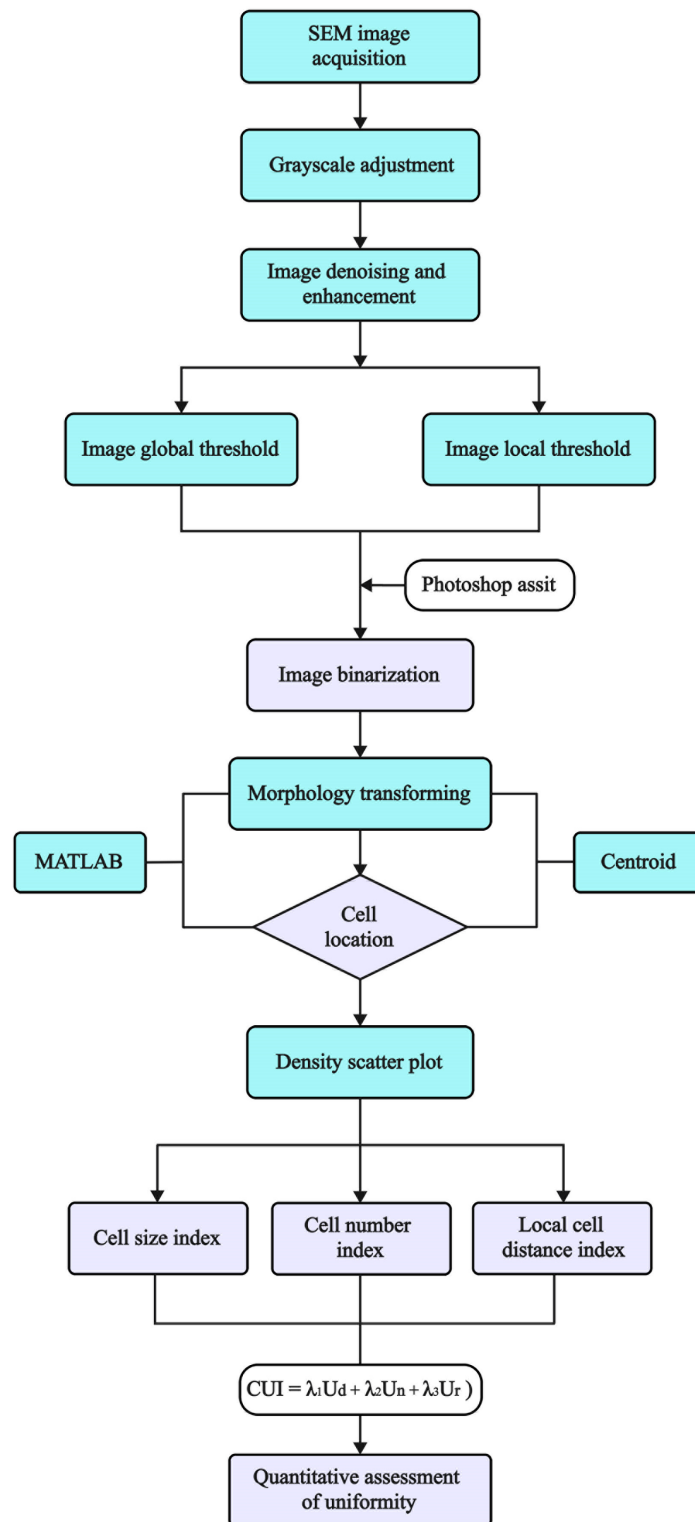 SEM image
acquisition
Grayscale adjustment
Image denoising and
enhancement
Image global threshold
Image local threshold
Photoshop assit
Image binarization
Morphology transforming
MATLAB
Centroid
Cell
location
Density scatter plot
Cell size index
Cell number
index
Local cell
distance index
CUI = λ₁Ud + λ₂Un + λ₃Ur )
Quantitative assessment
of uniformity